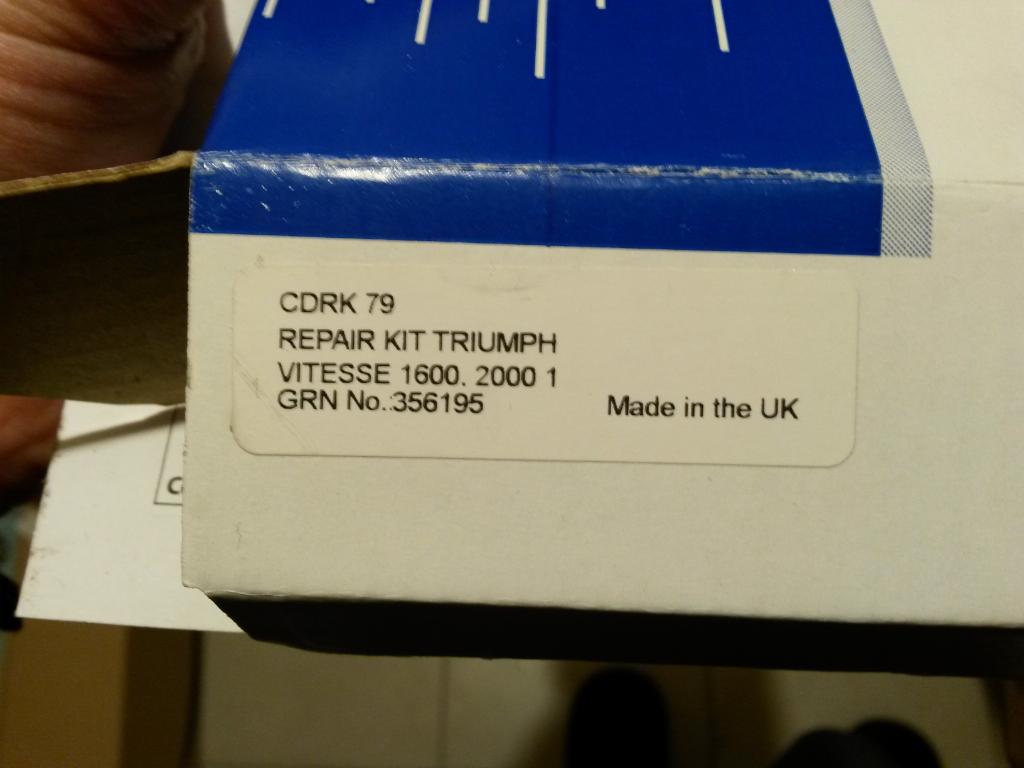 CDRK 79
REPAIR KIT TRIUMPH
VITESSE 1600. 2000 1
GRN No.:356195
Made in the UK